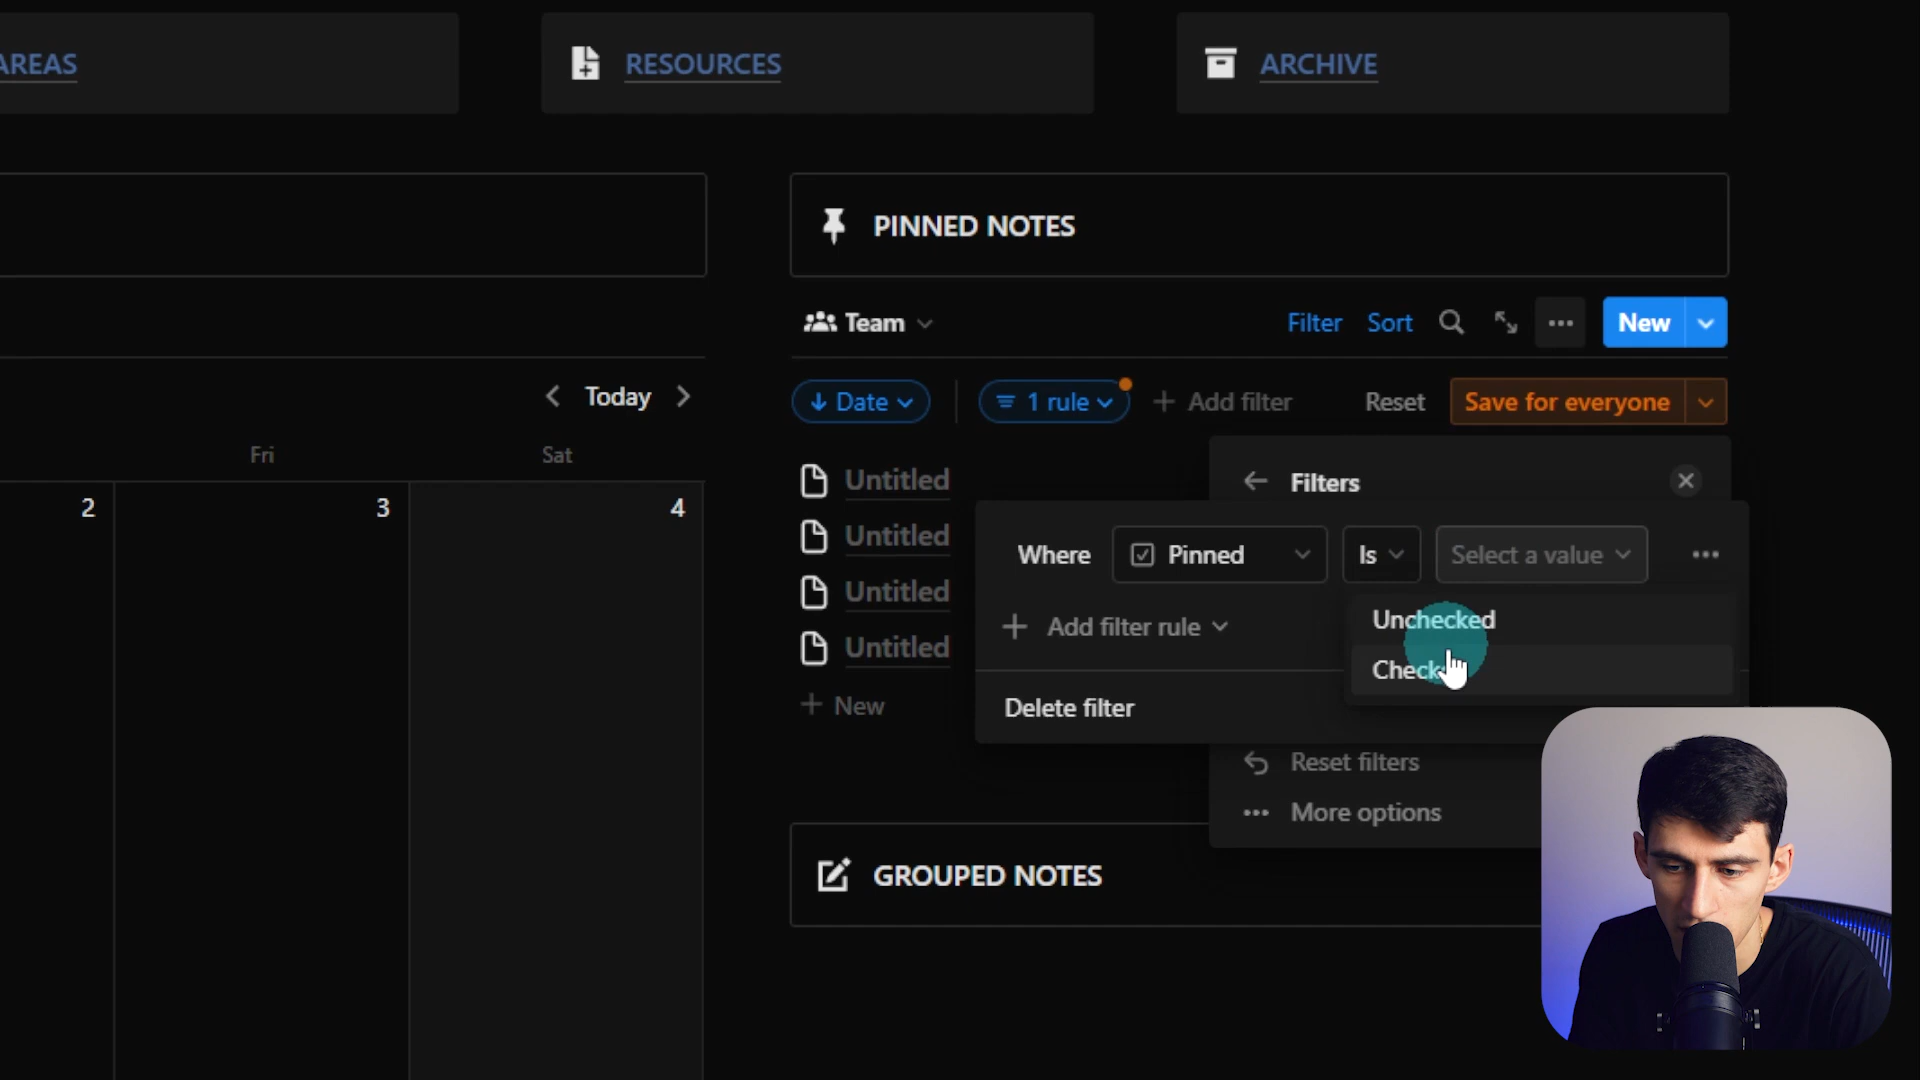 AREAS
RESOURCES
ARCHIVE
PINNED NOTES
Team
Filter Sort
New
Today
Date
1 rule
Add filter
Reset
Save for everyone
Fri Sat
2 3 4
Untitled
Untitled
Untitled
Untitled
New
Filters
Where Pinned Is Select a value
Add filter rule
Unchecked
Delete filter
Reset filters
More options
GROUPED NOTES